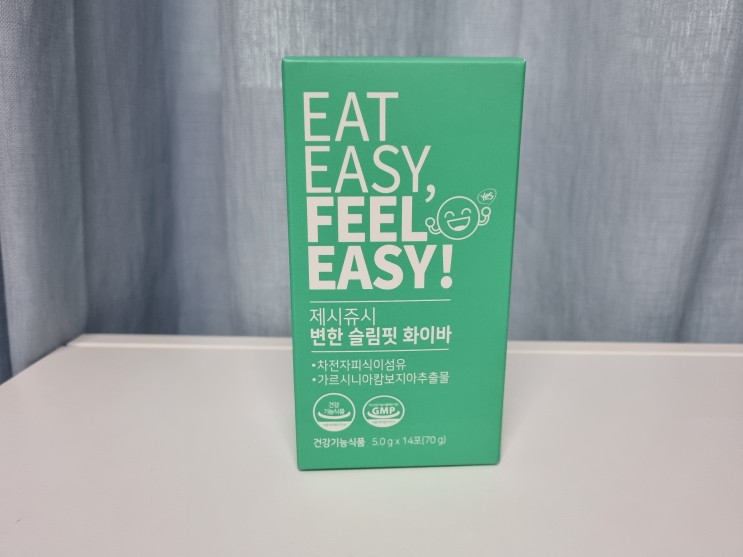 EAT
EASY,
FEEL
EASY!
YES
제시쥬시
변한 슬림핏 화이바
•차전자피식이섬유
•가르시니아캄보지아추출물
건강
기능식품
GMP
건강기능식품 5.0 g x 14포(70 g)